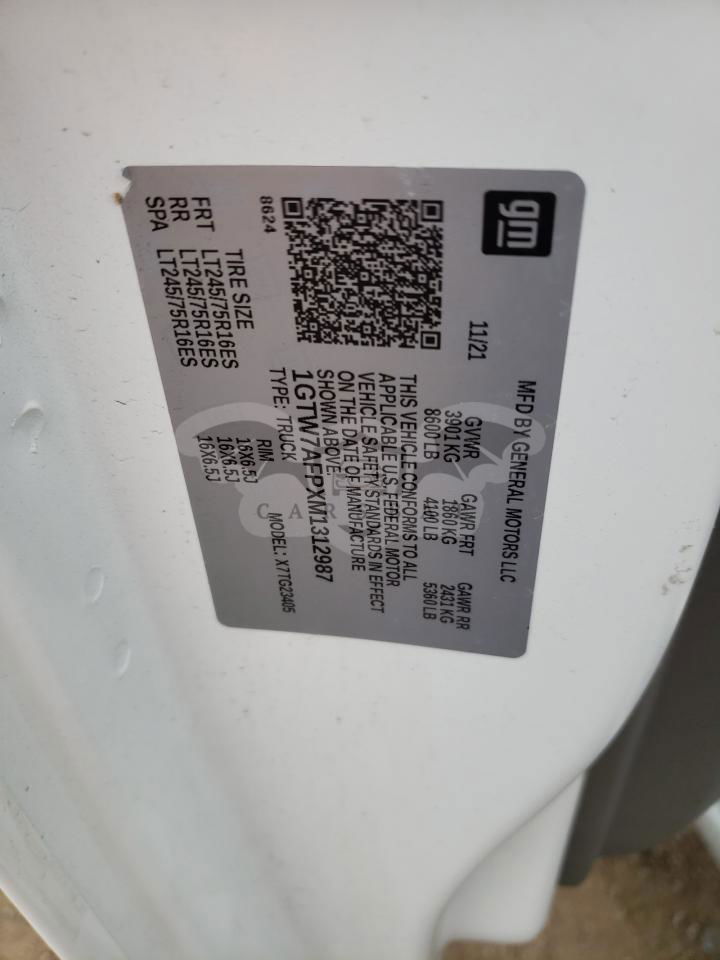 gm
MFD BY GENERAL MOTORS LLC
11/21
GVWR GAWR FRT GAWR RR
3901 KG 1860 KG 2431 KG
8600 LB 4100 LB 5360 LB
THIS VEHICLE CONFORMS TO ALL
APPLICABLE U.S. FEDERAL MOTOR
VEHICLE SAFETY STANDARDS IN EFFECT
ON THE DATE OF MANUFACTURE
SHOWN ABOVE.
1GTW7AFPXM1312987
TYPE: TRUCK MODEL: X7TG23405
8624
TIRE SIZE RIM
FRT LT245/75R16ES 16X6.5J
RR LT245/75R16ES 16X6.5J
SPA LT245/75R16ES 16X6.5J
CAR